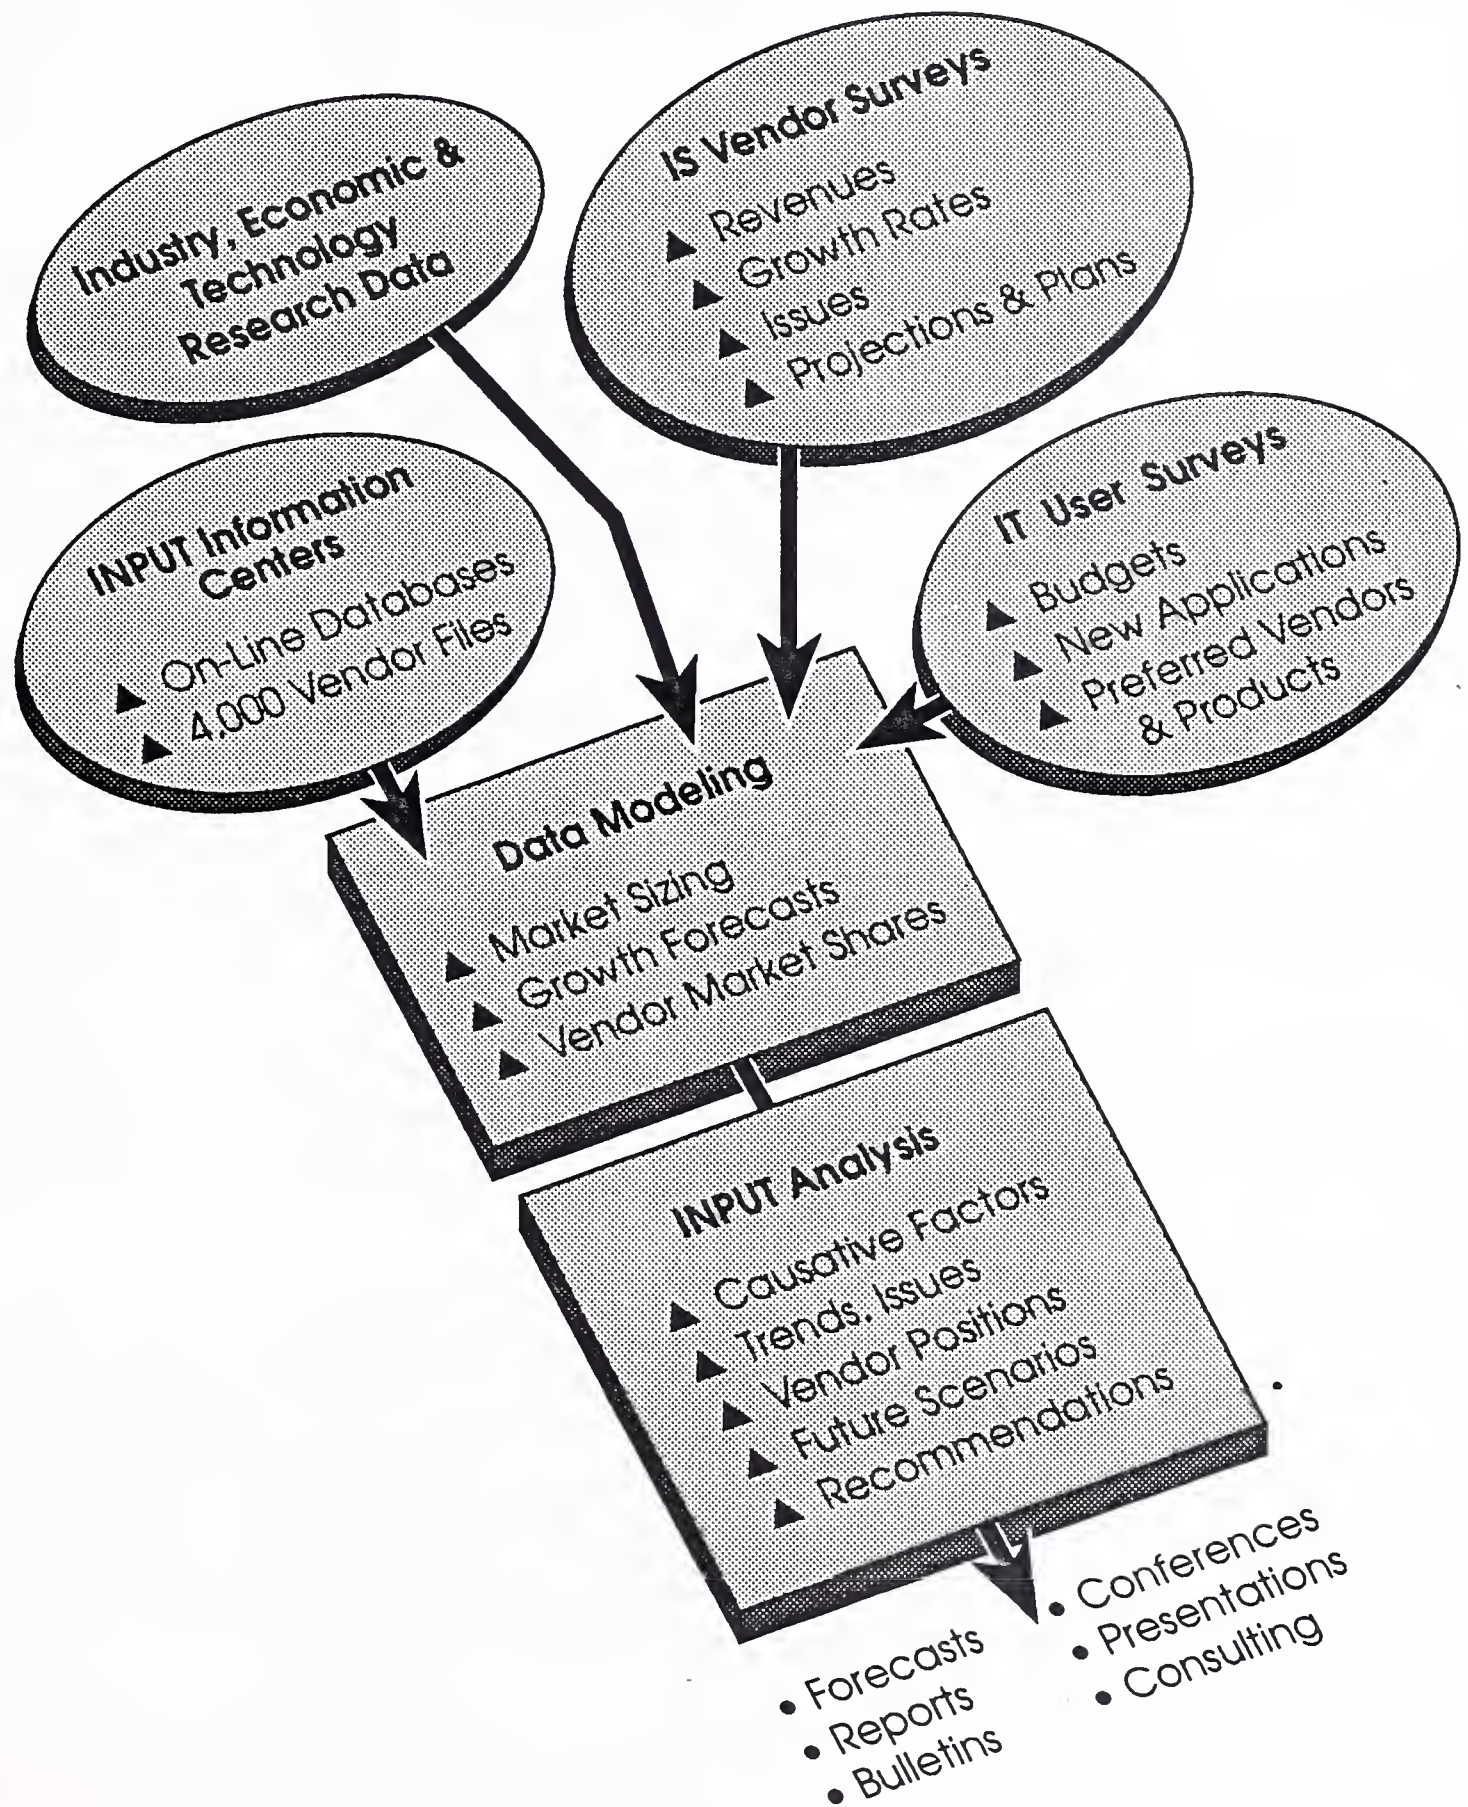 Industry, Economic &
Technology
Research Data
IS Vendor Surveys
▲ Revenues
▲ Growth Rates
▲ Issues
▲ Projections & Plans
INPUT Information
Centers
▲ On-Line Databases
▲ 4,000 Vendor Files
IT User Surveys
▲ Budgets
▲ New Applications
▲ Preferred Vendors
& Products
Data Modeling
▲ Market Sizing
▲ Growth Forecasts
▲ Vendor Market Shares
INPUT Analysis
▲ Causative Factors
▲ Trends. Issues
▲ Vendor Positions
▲ Future Scenarios
▲ Recommendations
• Forecasts
• Reports
• Bulletins
• Conferences
• Presentations
• Consulting